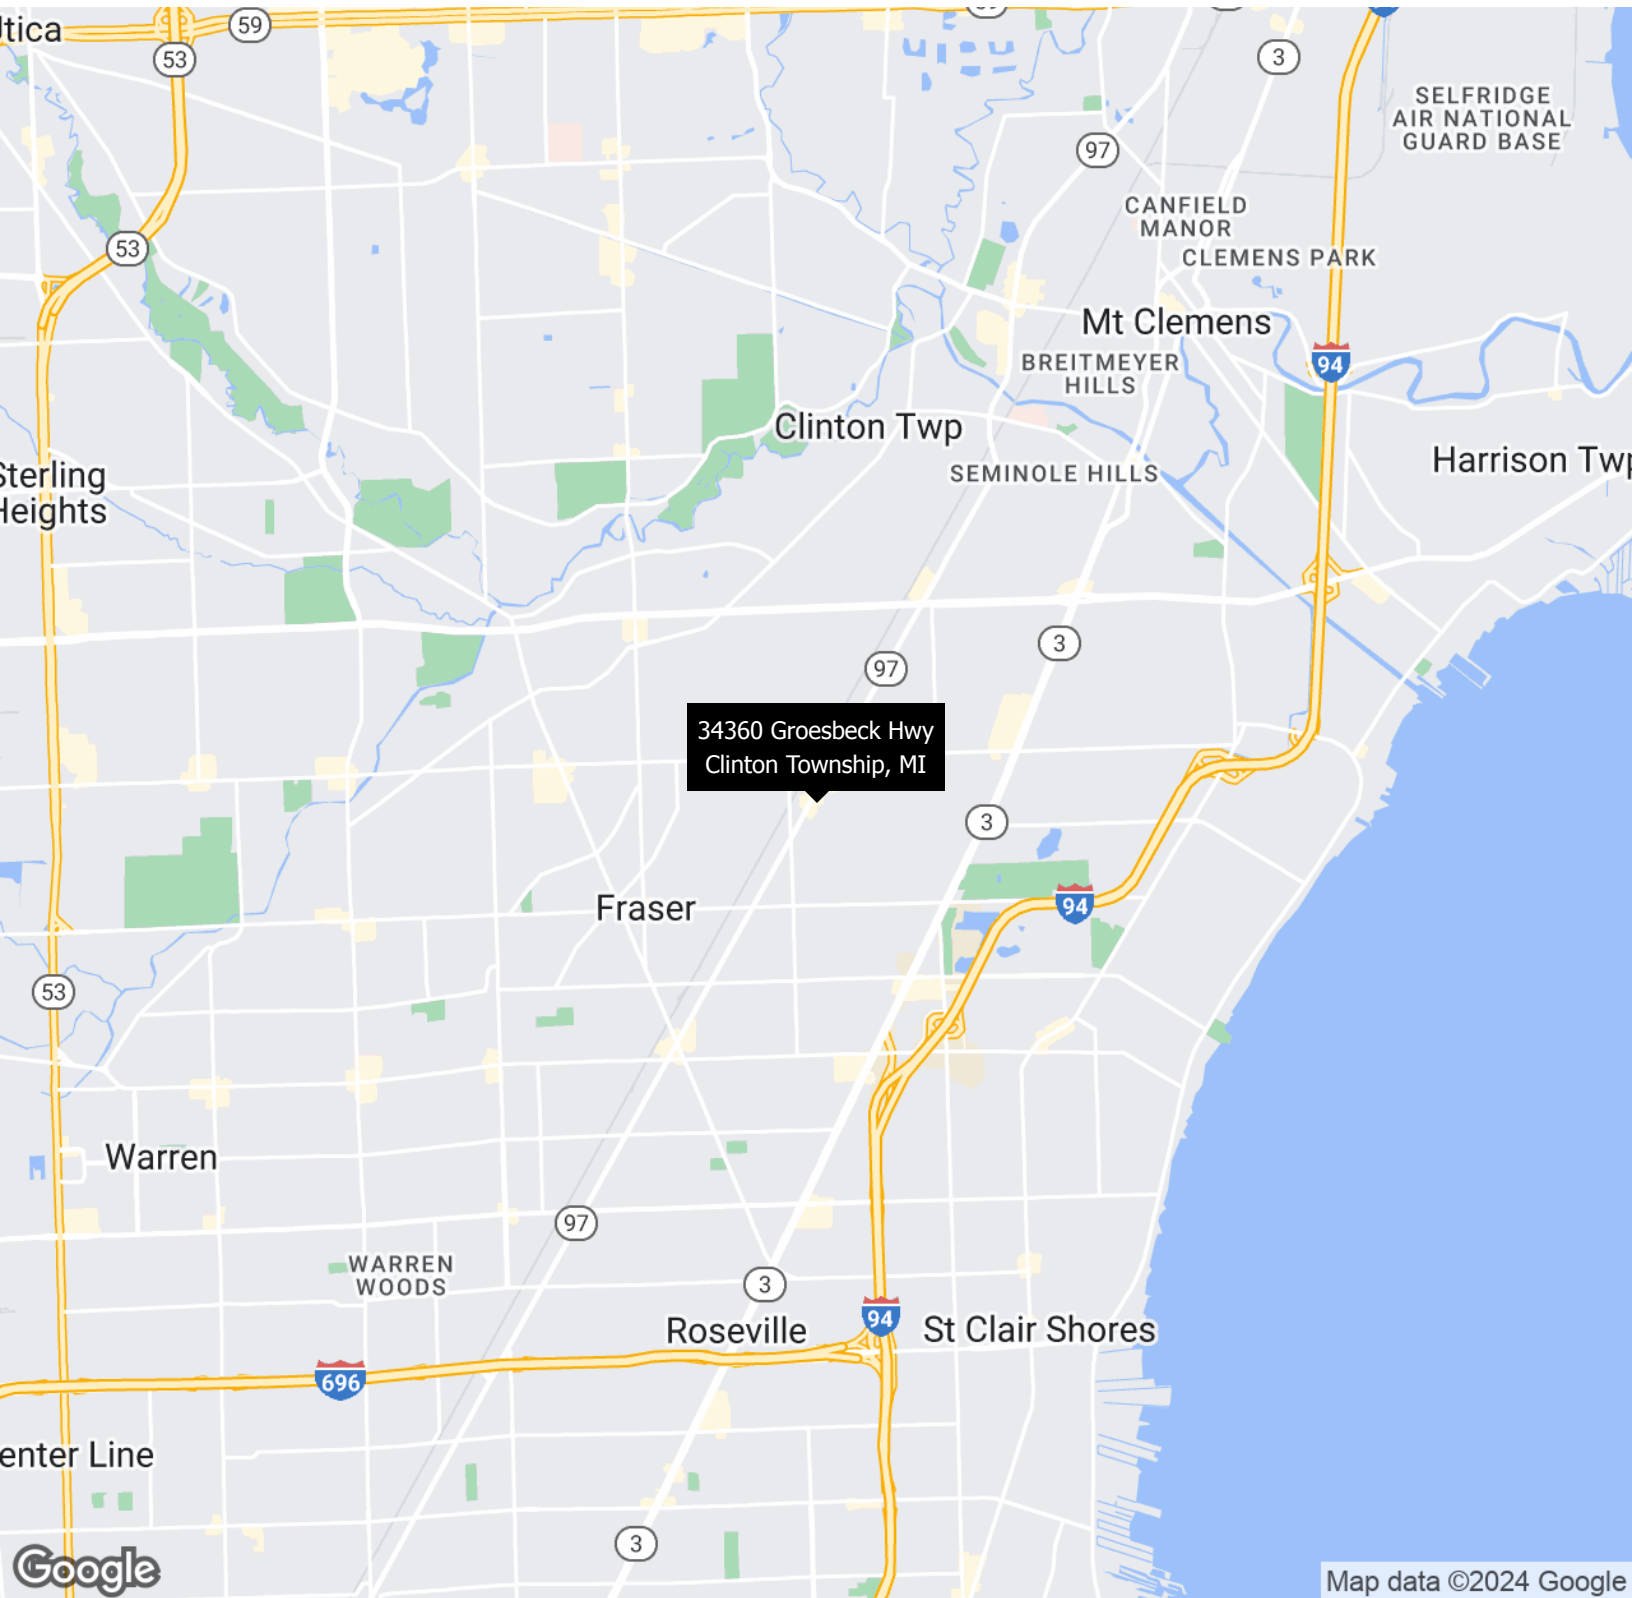 59
53
3
SELFRIDGE
AIR NATIONAL
GUARD BASE
97
CANFIELD
MANOR
53
CLEMENS PARK
Mt Clemens
94
BREITMEYER
HILLS
Clinton Twp
Harrison Twp
Sterling
Heights
SEMINOLE HILLS
3
97
34360 Groesbeck Hwy
Clinton Township, MI
3
94
Fraser
53
Warren
97
WARREN
WOODS
3
94
Roseville
St Clair Shores
696
enter Line
3
Google
Map data ©2024 Google